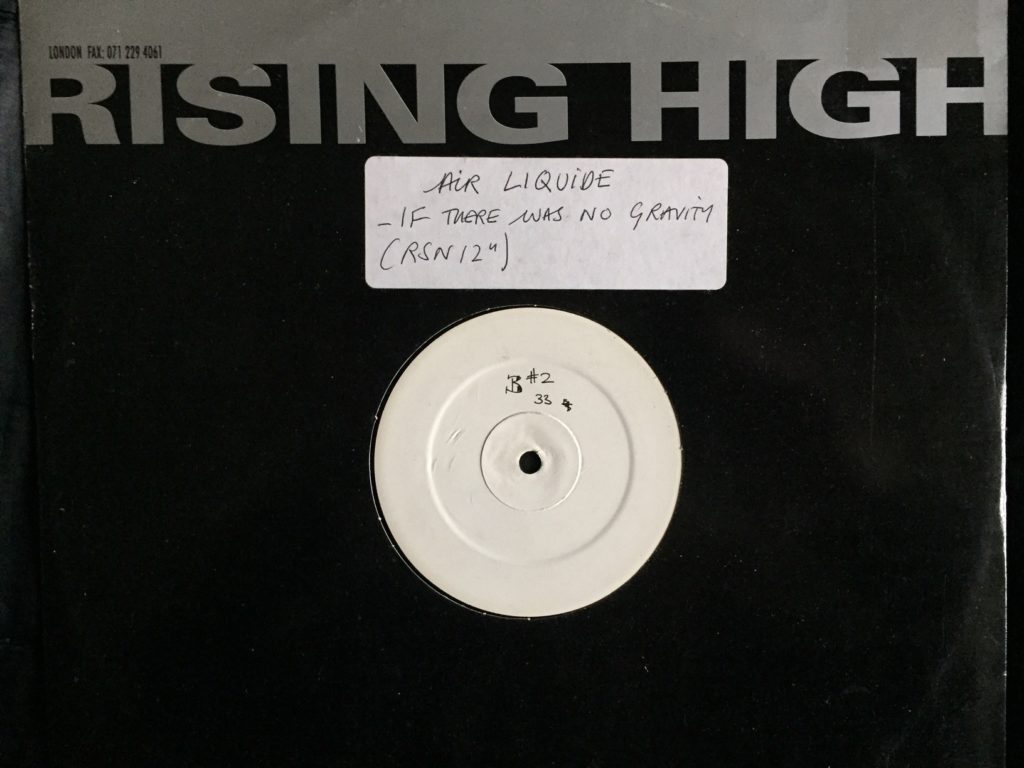 LONDON FAX: 071 229 4061
RISING HIGH
AIR LIQUIDE
- IF THERE WAS NO GRAVITY
(RSN12")
B #2
33